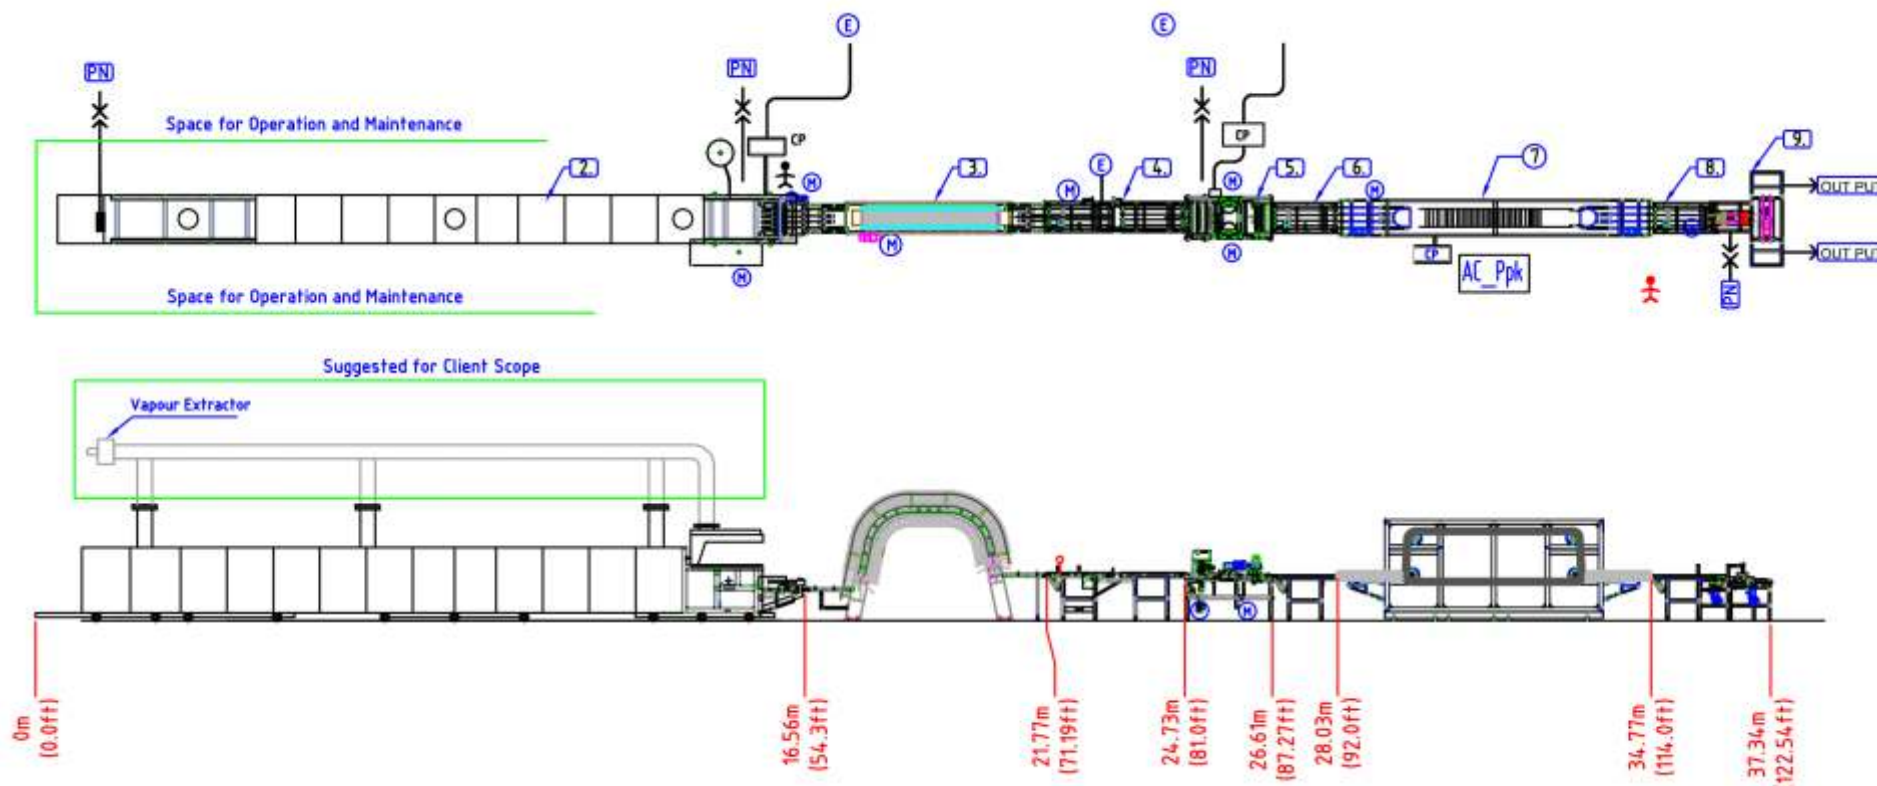 E
E
PN
PN
PN
Space for Operation and Maintenance
CP
CP
2.
3.
4.
5.
6.
7
8.
9.
E
M
M
M
M
OUT PUT
M
M
M
CP
AC_Ppk
OUT PUT
PN
Space for Operation and Maintenance
Suggested for Client Scope
Vapour Extractor
M
0m
(0.0ft)
16.56m
(54.3ft)
21.77m
(71.19ft)
24.73m
(81.0ft)
26.61m
(87.27ft)
28.03m
(92.0ft)
34.77m
(114.0ft)
37.34m
(122.54ft)